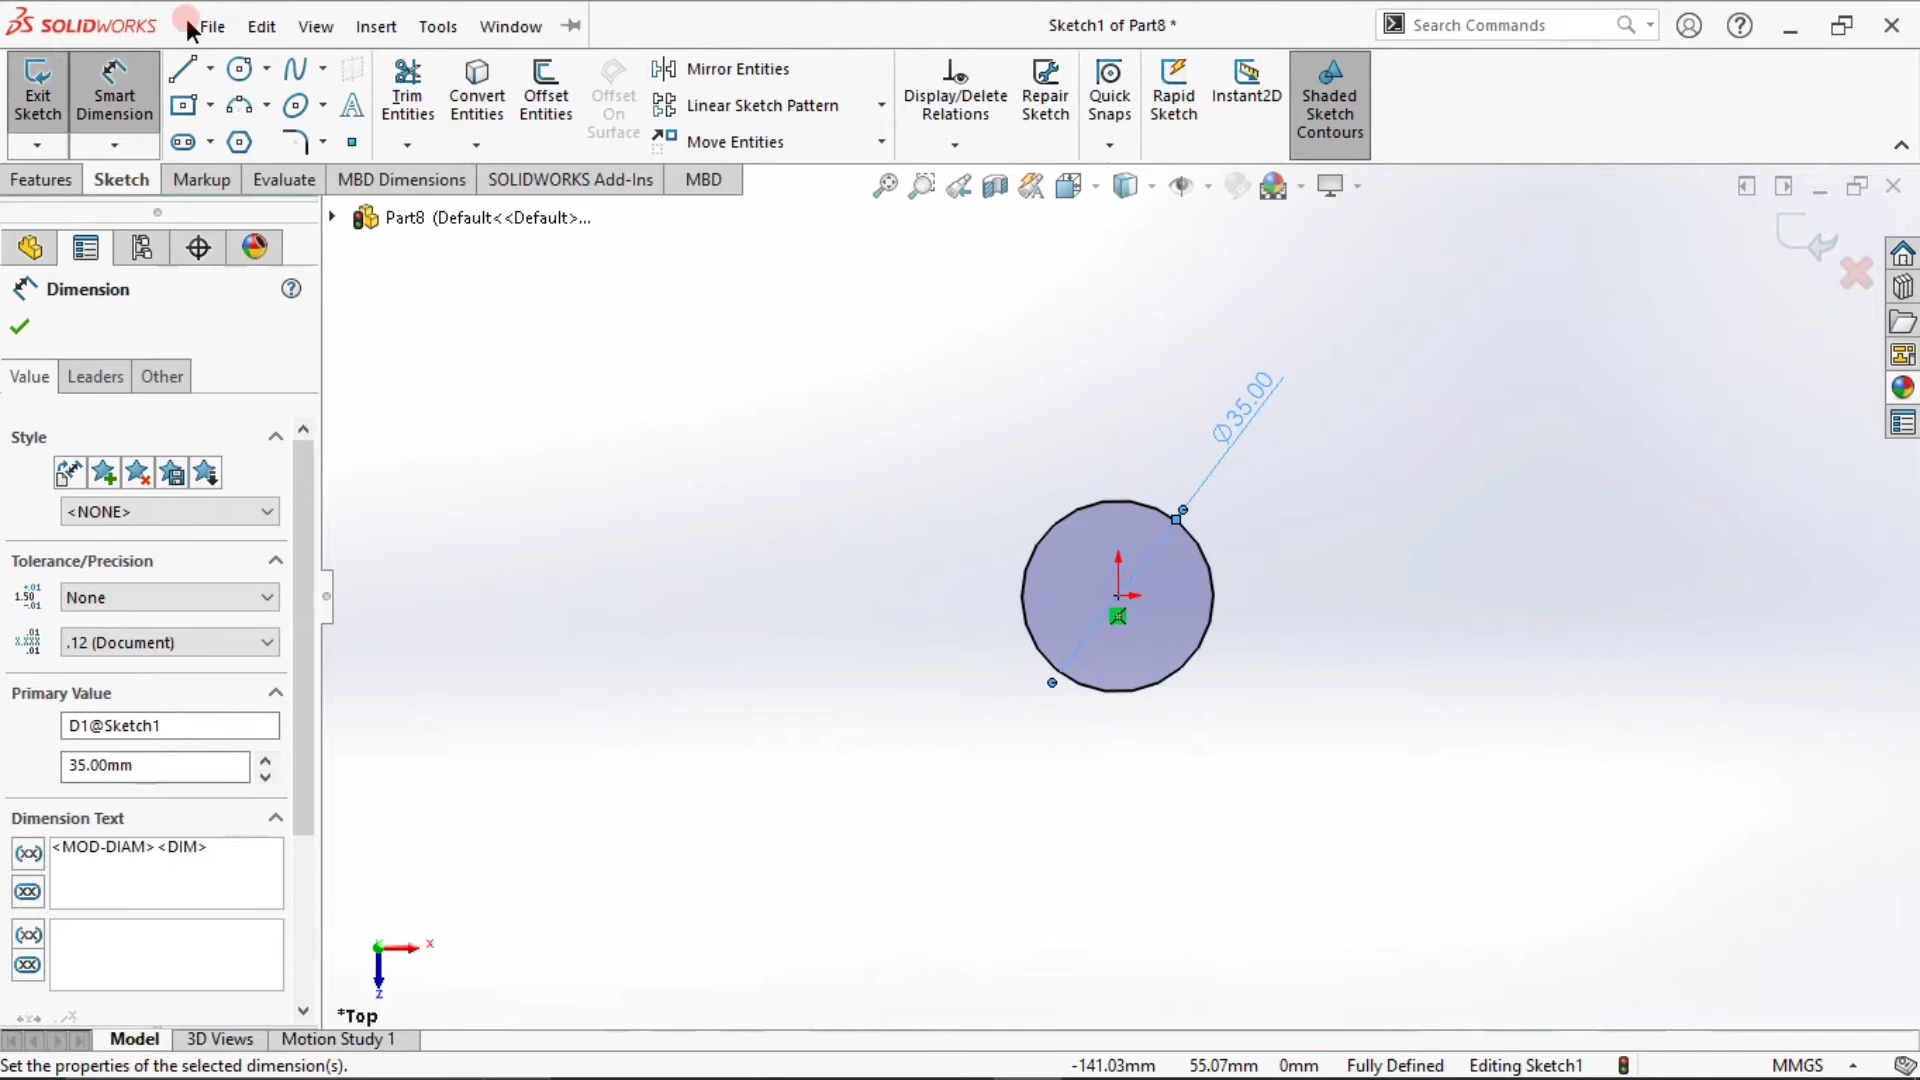 SOLIDWORKS File Edit View Insert Tools Window
Sketch1 of Part8 *
Search Commands
Exit Sketch
Smart Dimension
Trim Entities
Convert Entities
Offset Entities
Offset On Surface
Mirror Entities
Linear Sketch Pattern
Move Entities
Display/Delete Relations
Repair Sketch
Quick Snaps
Rapid Sketch
Instant2D
Shaded Sketch Contours
Features Sketch Markup Evaluate MBD Dimensions SOLIDWORKS Add-Ins MBD
Part8 (Default<<Default>...
Dimension
Value Leaders Other
Style
<NONE>
Tolerance/Precision
None
.12 (Document)
Primary Value
D1@Sketch1
35.00mm
Dimension Text
<MOD-DIAM><DIM>
Ø35.00
x
z
*Top
Model 3D Views Motion Study 1
Set the properties of the selected dimension(s).
-141.03mm 55.07mm 0mm Fully Defined Editing Sketch1 MMGS